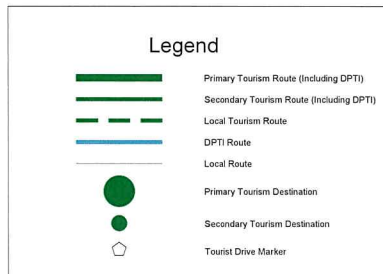 Legend
Primary Tourism Route (Including DPTI)
Secondary Tourism Route (Including DPTI)
Local Tourism Route
DPTI Route
Local Route
Primary Tourism Destination
Secondary Tourism Destination
Tourist Drive Marker